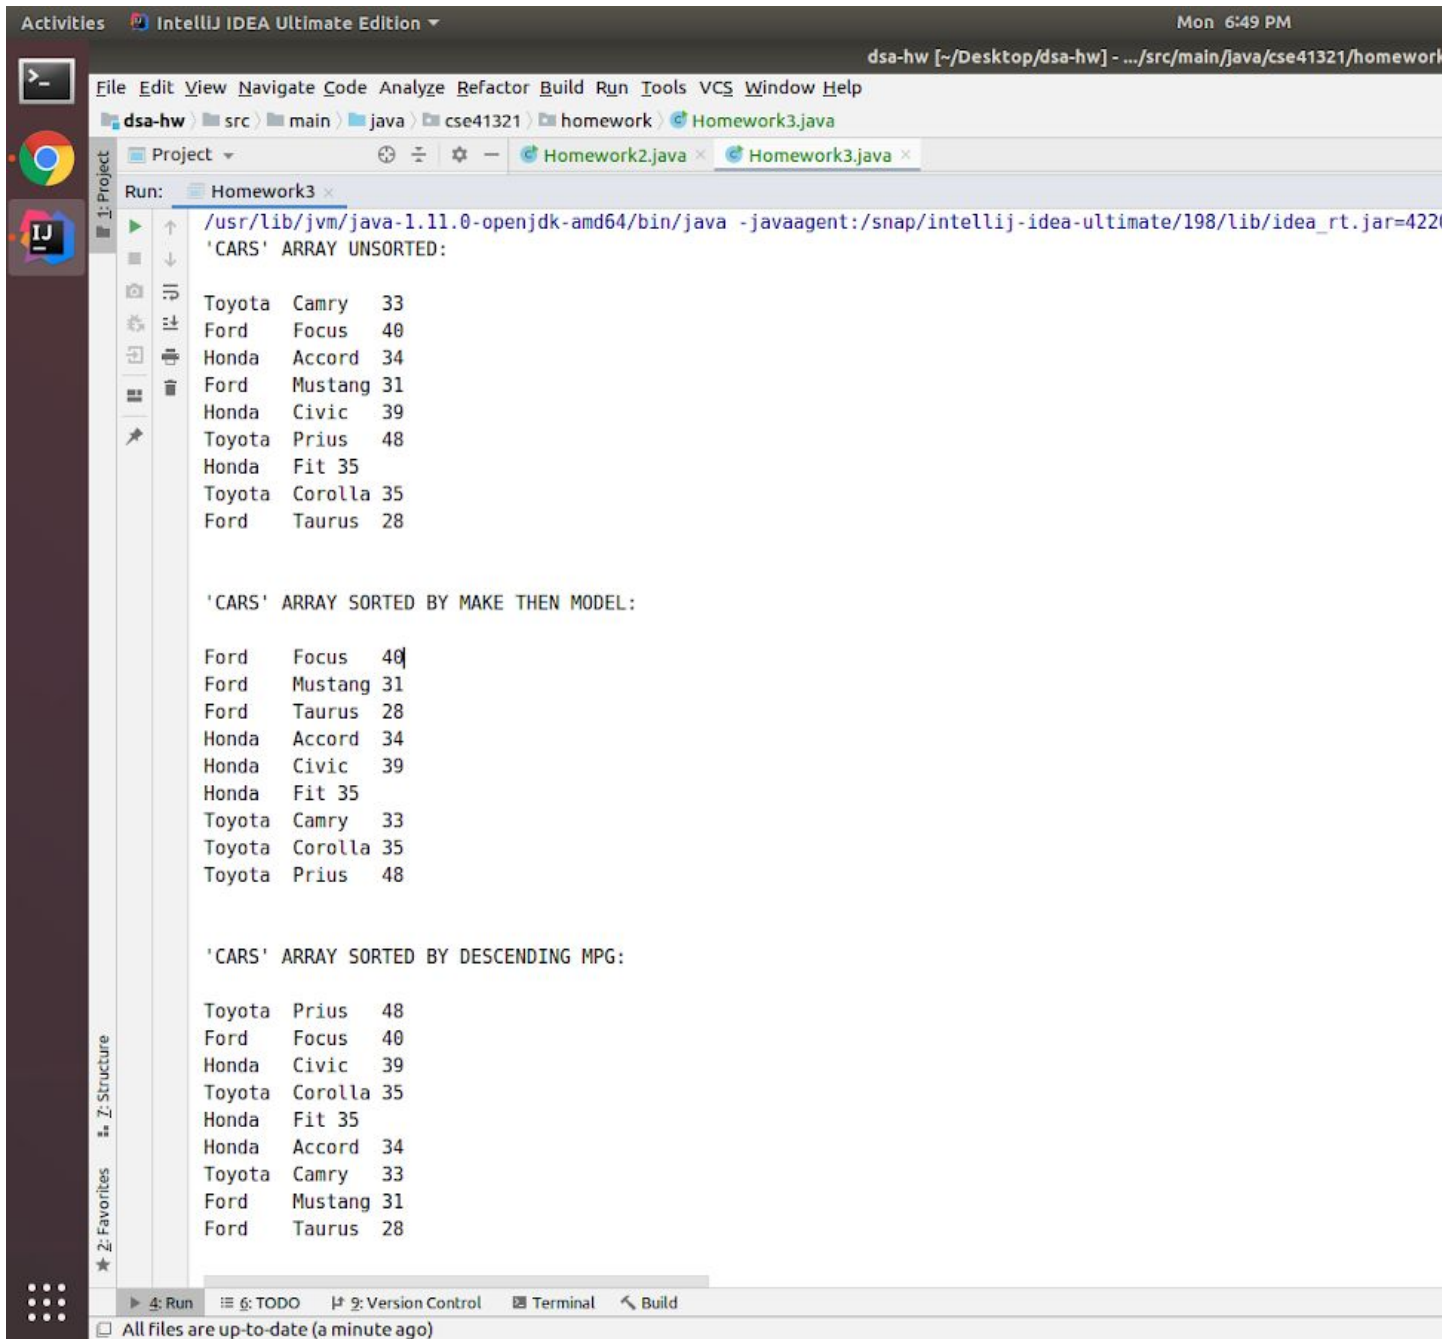 Activities IntelliJ IDEA Ultimate Edition Mon 6:49 PM
dsa-hw [~/Desktop/dsa-hw] - .../src/main/java/cse41321/homework
File Edit View Navigate Code Analyze Refactor Build Run Tools VCS Window Help
dsa-hw src main java cse41321 homework Homework3.java
1: Project
Project Homework2.java Homework3.java
Run: Homework3
/usr/lib/jvm/java-1.11.0-openjdk-amd64/bin/java -javaagent:/snap/intellij-idea-ultimate/198/lib/idea_rt.jar=422
'CARS' ARRAY UNSORTED:
Toyota Camry 33
Ford Focus 40
Honda Accord 34
Ford Mustang 31
Honda Civic 39
Toyota Prius 48
Honda Fit 35
Toyota Corolla 35
Ford Taurus 28
'CARS' ARRAY SORTED BY MAKE THEN MODEL:
Ford Focus 40
Ford Mustang 31
Ford Taurus 28
Honda Accord 34
Honda Civic 39
Honda Fit 35
Toyota Camry 33
Toyota Corolla 35
Toyota Prius 48
'CARS' ARRAY SORTED BY DESCENDING MPG:
Toyota Prius 48
Ford Focus 40
Honda Civic 39
Toyota Corolla 35
Honda Fit 35
Honda Accord 34
Toyota Camry 33
Ford Mustang 31
Ford Taurus 28
7: Structure
2: Favorites
4: Run 6: TODO 9: Version Control Terminal Build
All files are up-to-date (a minute ago)
IJ